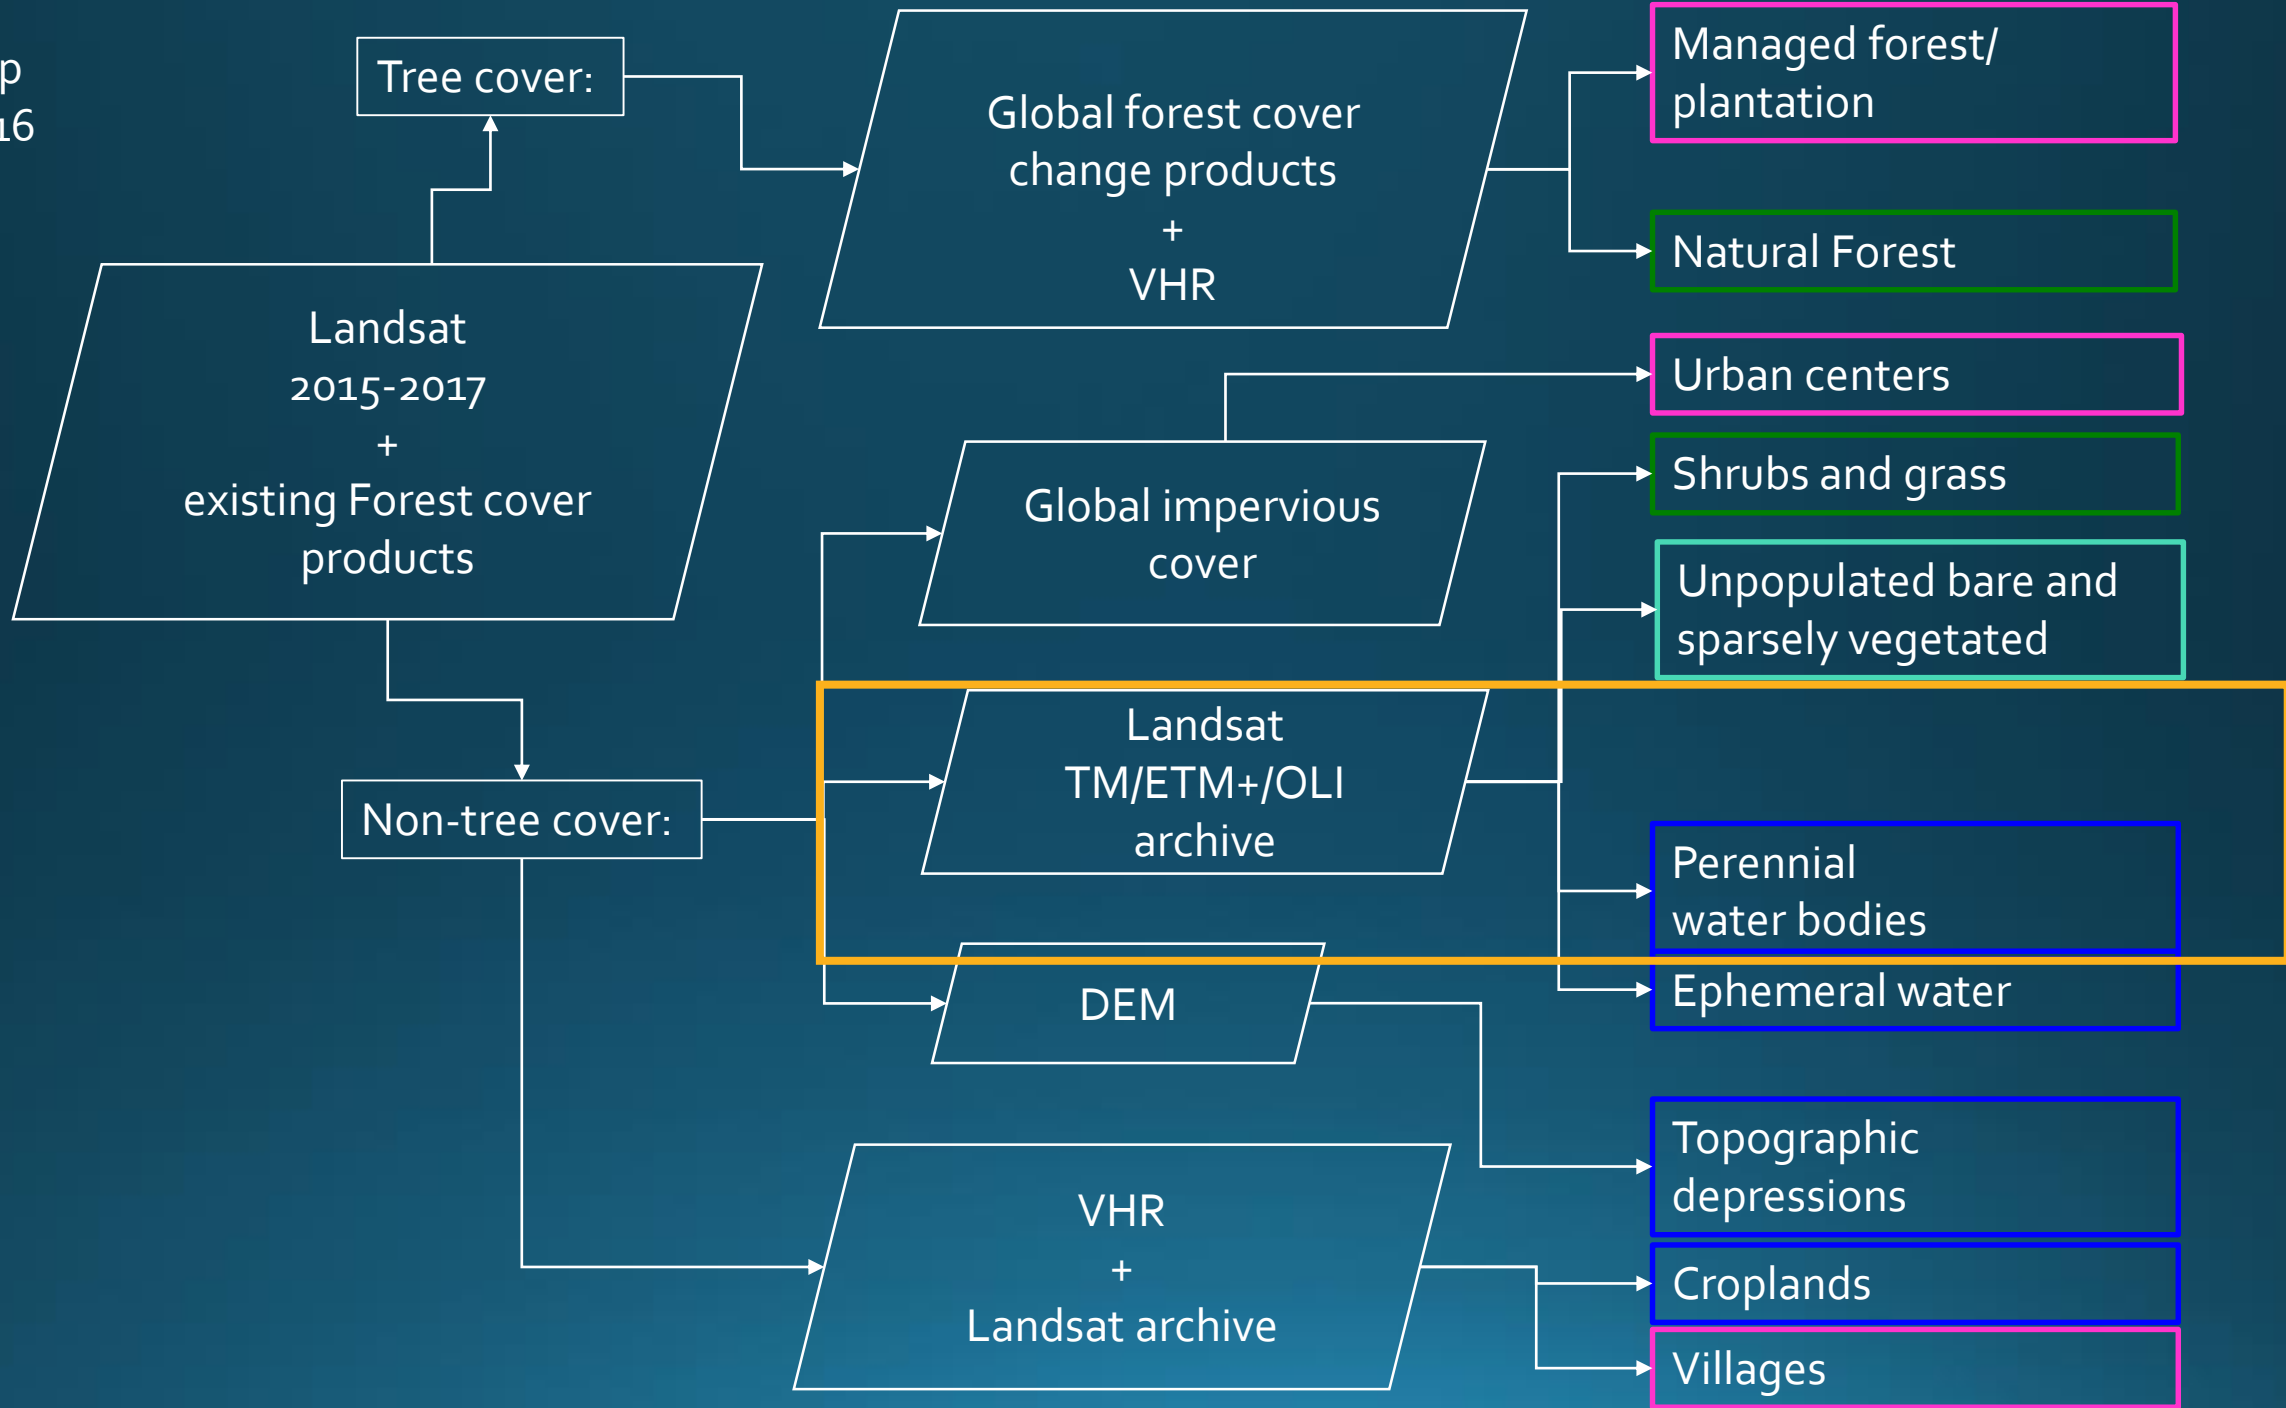 p
16
Tree cover:
Global forest cover
change products
+
VHR
Managed forest/
plantation
Natural Forest
Landsat
2015-2017
+
existing Forest cover
products
Urban centers
Global impervious
cover
Shrubs and grass
Unpopulated bare and
sparsely vegetated
Non-tree cover:
Landsat
TM/ETM+/OLI
archive
Perennial
water bodies
Ephemeral water
DEM
Topographic
depressions
VHR
+
Landsat archive
Croplands
Villages